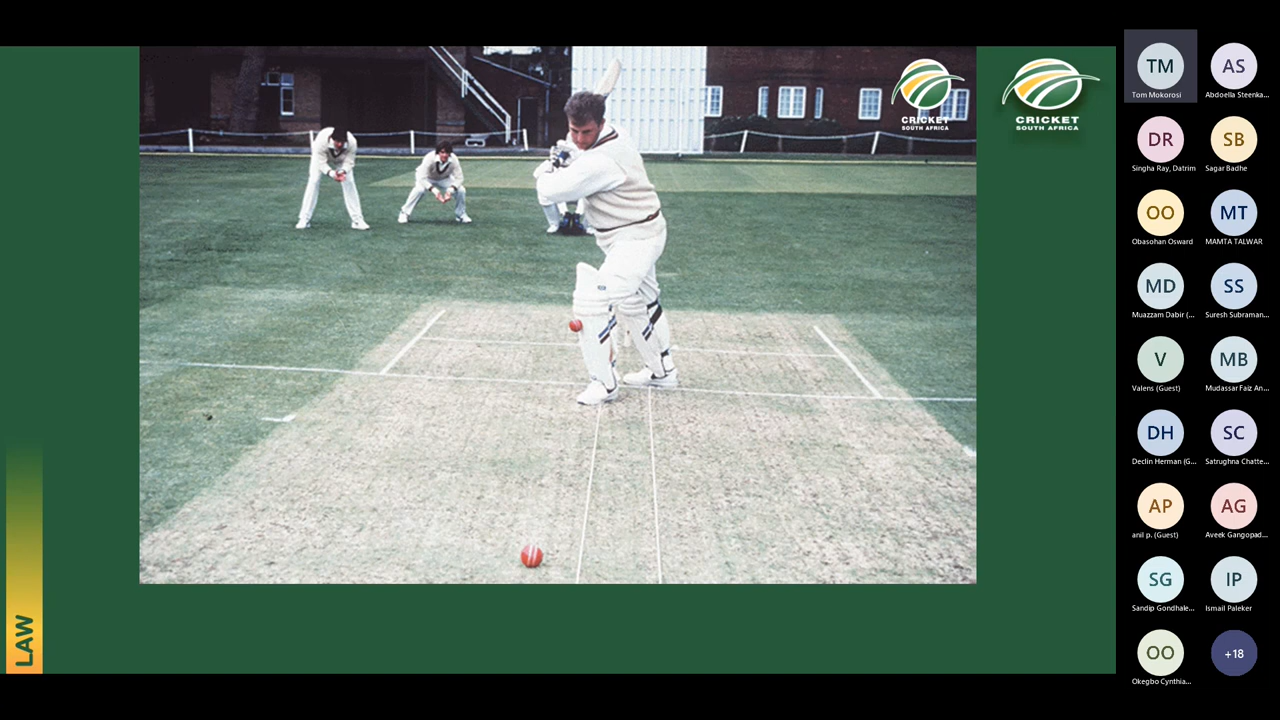 CRICKET
SOUTH AFRICA
CRICKET
SOUTH AFRICA
LAW
TM
Tom Mokorosi
AS
Abdoella Steenka...
DR
Singha Ray, Datrim
SB
Sagar Badhe
OO
Obasohan Osward
MT
MAMTA TALWAR
MD
Muazzam Dabir (...
SS
Suresh Subraman...
V
Valens (Guest)
MB
Mudassar Faiz An...
DH
Declin Herman (G...
SC
Satrughna Chatte...
AP
anil p. (Guest)
AG
Aveek Gangopad...
SG
Sandip Gondhale...
IP
Ismail Paleker
OO
Okegbo Cynthia...
+18